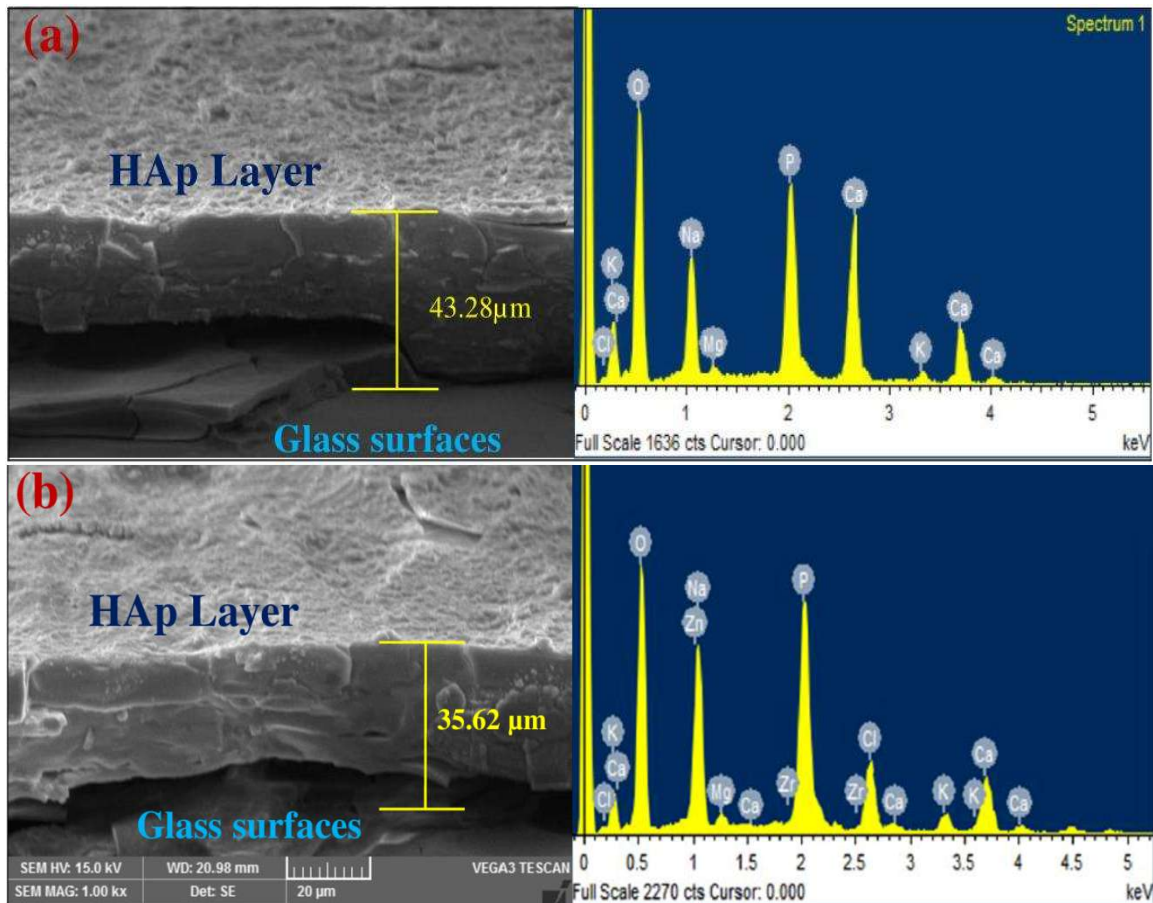 (a)
HAp Layer
43.28µm
Glass surfaces
Spectrum 1
O
P
Ca
Na
K
Ca
Cl
Mg
K
Ca
Ca
0 1 2 3 4 5
Full Scale 1636 cts Cursor: 0.000 keV
(b)
HAp Layer
35.62 µm
Glass surfaces
SEM HV: 15.0 kV WD: 20.98 mm VEGA3 TESCAN
SEM MAG: 1.00 kx Det: SE 20 µm
O
Na
Zn
P
K
Ca
Cl
Mg
Ca
Zr
Zr
Cl
Ca
K
K
Ca
Ca
0 0.5 1 1.5 2 2.5 3 3.5 4 4.5 5
Full Scale 2270 cts Cursor: 0.000 keV